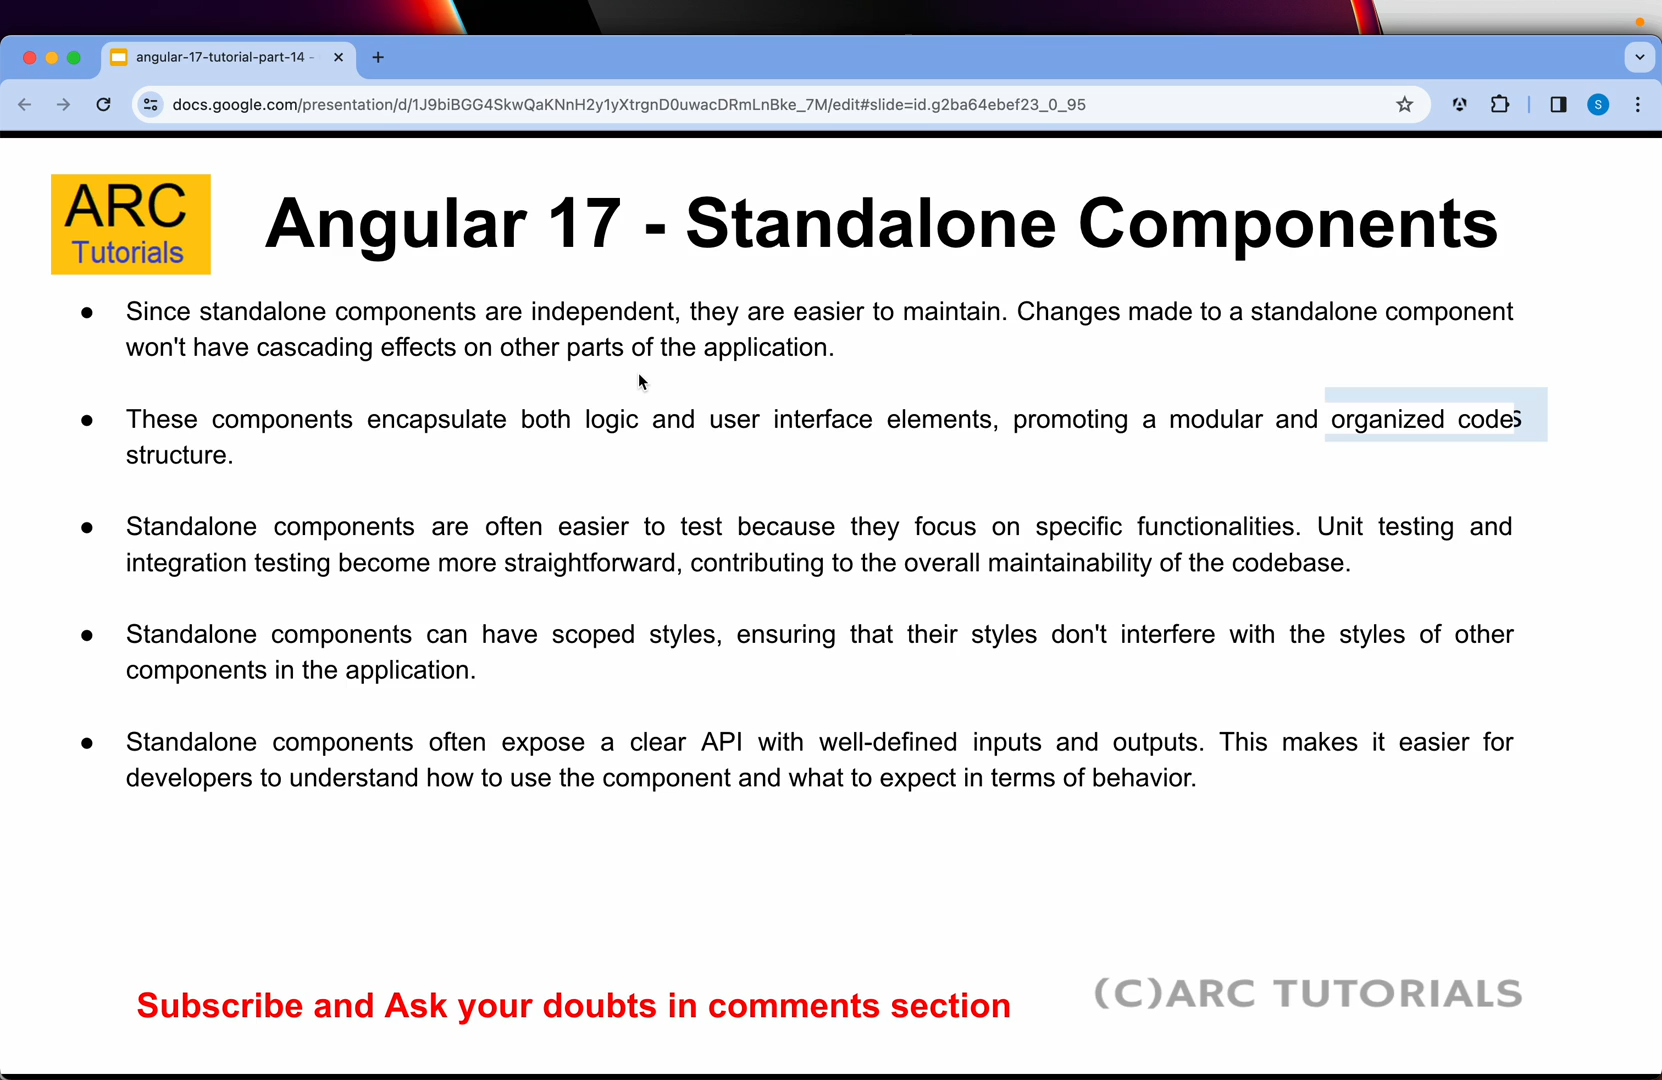 angular-17-tutorial-part-14 -
docs.google.com/presentation/d/1J9biBGG4SkwQaKNnH2y1yXtrgnD0uwacDRmLnBke_7M/edit#slide=id.g2ba64ebef23_0_95
S
ARC
Tutorials
Angular 17 - Standalone Components
● Since standalone components are independent, they are easier to maintain. Changes made to a standalone component
won't have cascading effects on other parts of the application.
● These components encapsulate both logic and user interface elements, promoting a modular and organized code
structure.
● Standalone components are often easier to test because they focus on specific functionalities. Unit testing and
integration testing become more straightforward, contributing to the overall maintainability of the codebase.
● Standalone components can have scoped styles, ensuring that their styles don't interfere with the styles of other
components in the application.
● Standalone components often expose a clear API with well-defined inputs and outputs. This makes it easier for
developers to understand how to use the component and what to expect in terms of behavior.
Subscribe and Ask your doubts in comments section
(C)ARC TUTORIALS